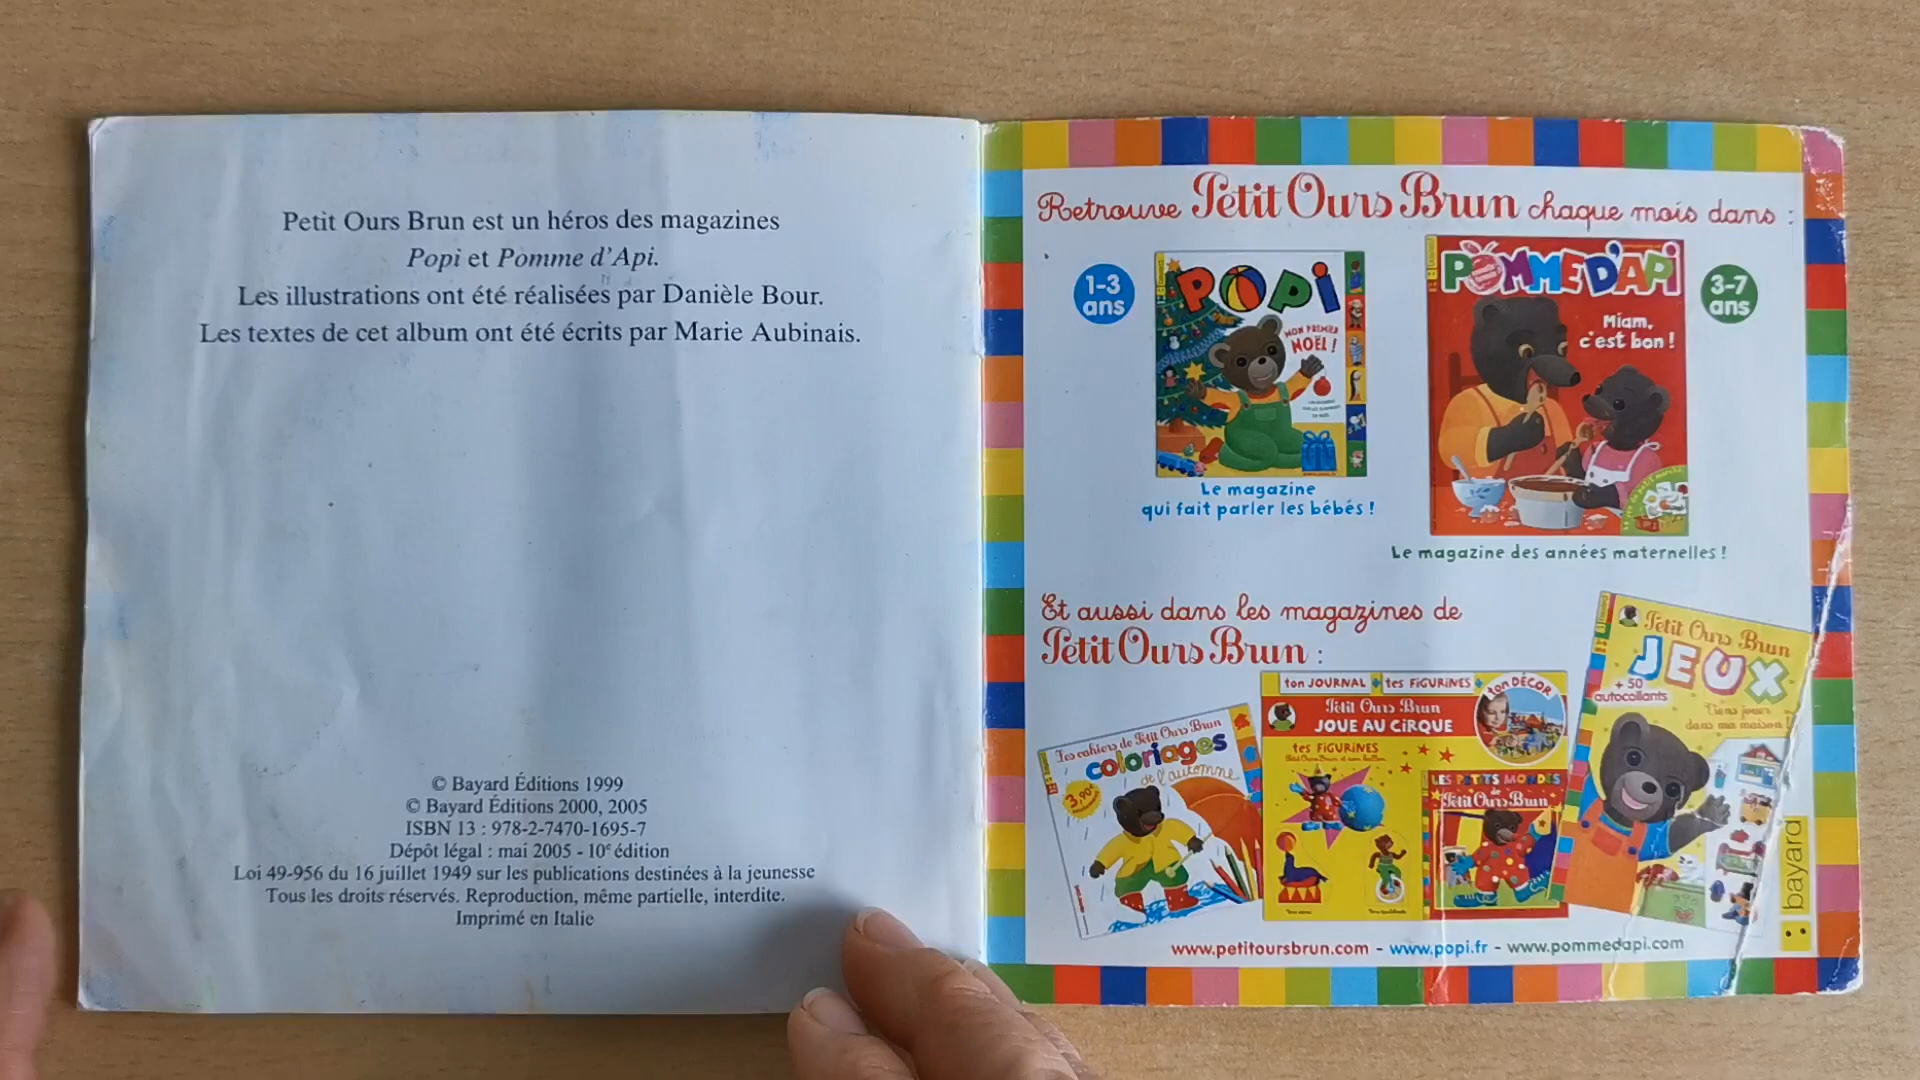 Petit Ours Brun est un héros des magazines
Popi et Pomme d'Api.
Les illustrations ont été réalisées par Danièle Bour.
Les textes de cet album ont été écrits par Marie Aubinais.
© Bayard Éditions 1999
© Bayard Éditions 2000, 2005
ISBN 13 : 978-2-7470-1695-7
Dépôt légal : mai 2005 - 10e édition
Loi 49-956 du 16 juillet 1949 sur les publications destinées à la jeunesse
Tous les droits réservés. Reproduction, même partielle, interdite.
Imprimé en Italie
Retrouve Petit Ours Brun chaque mois dans :
1-3
ans
POPI
MON PREMIER
NOËL !
Le magazine
qui fait parler les bébés !
POMME D'API
Miam,
c'est bon !
3-7
ans
Le magazine des années maternelles !
Et aussi dans les magazines de
Petit Ours Brun :
Les cahiers de Petit Ours Brun
coloriages
de l'automne
3,90€
ton JOURNAL + tes FiGURiNES +
ton DÉCOR
Petit Ours Brun
JOUE AU CiRQUE
tes FiGURiNES
LES PETITS MONDES
de
Petit Ours Brun
Petit Ours Brun
JEUX
+ 50
autocollants
Viens jouer
dans ma maison !
bayard
www.petitoursbrun.com - www.popi.fr - www.pommedapi.com